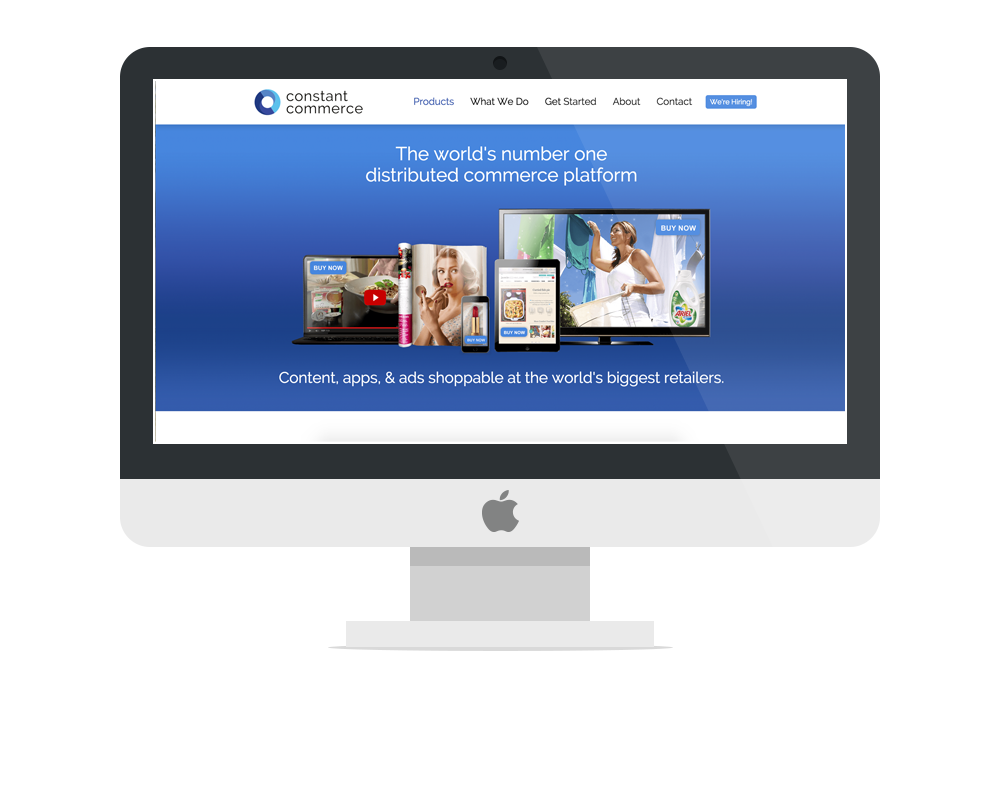 constant
commerce
Products What We Do Get Started About Contact We're Hiring!
The world's number one
distributed commerce platform
BUY NOW
BUY NOW
BUY NOW
BUY NOW
ARIEL
Content, apps, & ads shoppable at the world's biggest retailers.